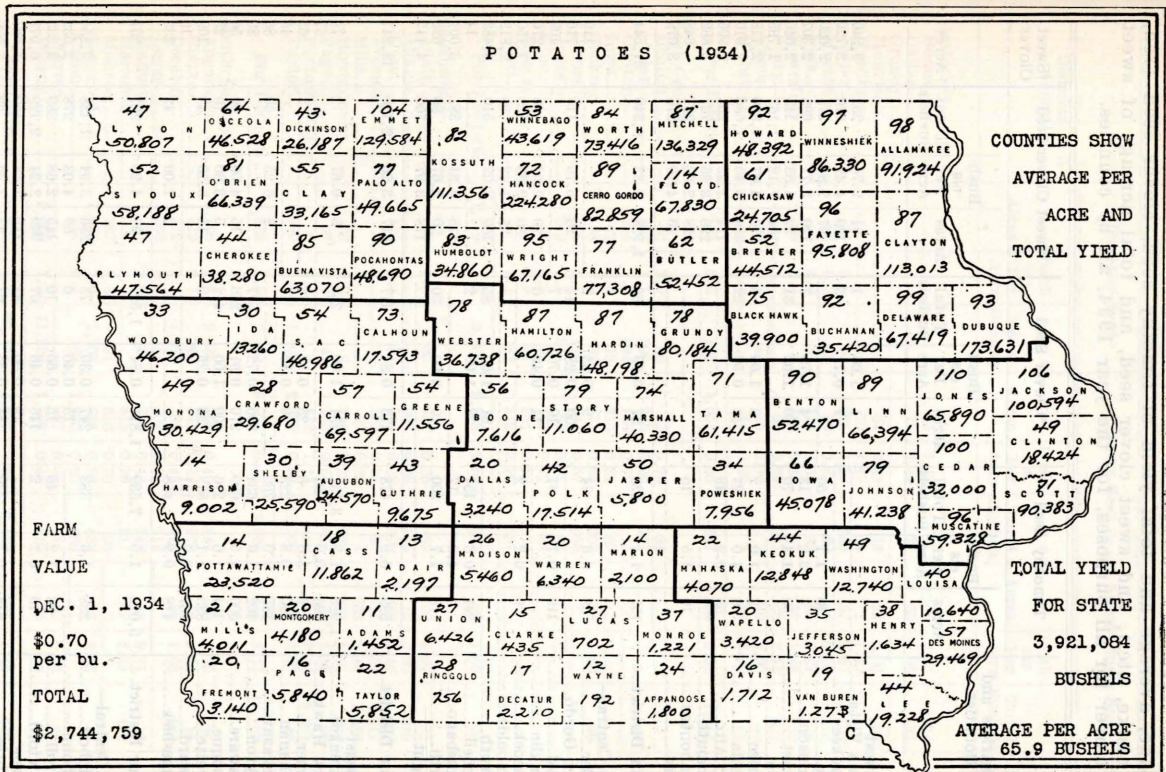 POTATOES (1934)
COUNTIES SHOW
AVERAGE PER
ACRE AND
TOTAL YIELD
47
LYON
50,807
64
OSCEOLA
46,528
43
DICKINSON
26,187
104
EMMET
129,584
82
KOSSUTH
111,356
53
WINNEBAGO
43,619
84
WORTH
73,416
87
MITCHELL
136,329
92
HOWARD
48,392
97
WINNESHIEK
86,330
98
ALLAMAKEE
91,924
52
SIOUX
58,188
81
O'BRIEN
66,339
55
CLAY
33,165
77
PALO ALTO
49,665
72
HANCOCK
224,280
89
CERRO GORDO
82,859
114
FLOYD
67,830
61
CHICKASAW
24,705
96
FAYETTE
95,808
87
CLAYTON
113,013
47
PLYMOUTH
47,564
44
CHEROKEE
38,280
85
BUENA VISTA
63,070
90
POCAHONTAS
48,690
83
HUMBOLDT
34,860
95
WRIGHT
67,165
77
FRANKLIN
77,308
62
BUTLER
52,452
52
BREMER
44,512
33
WOODBURY
46,200
30
IDA
13,260
54
SAC
40,986
73
CALHOUN
17,593
78
WEBSTER
36,738
87
HAMILTON
60,726
87
HARDIN
48,198
78
GRUNDY
80,184
75
BLACK HAWK
39,900
92
BUCHANAN
35,420
99
DELAWARE
67,419
93
DUBUQUE
173,631
49
MONONA
30,429
28
CRAWFORD
29,680
57
CARROLL
69,597
54
GREENE
11,556
56
BOONE
7,616
79
STORY
11,060
74
MARSHALL
40,330
71
TAMA
61,415
90
BENTON
52,470
89
LINN
66,394
110
JONES
65,890
106
JACKSON
100,594
49
CLINTON
18,424
14
HARRISON
9,002
30
SHELBY
25,590
39
AUDUBON
24,570
43
GUTHRIE
9,675
20
DALLAS
3,240
42
POLK
17,514
50
JASPER
5,800
34
POWESHIEK
7,956
66
IOWA
45,078
79
JOHNSON
41,238
100
CEDAR
32,000
71
SCOTT
90,383
96
MUSCATINE
59,328
14
POTTAWATTAMIE
23,520
18
CASS
11,862
13
ADAIR
2,197
26
MADISON
5,460
20
WARREN
6,340
14
MARION
2,100
22
MAHASKA
4,070
44
KEOKUK
12,848
49
WASHINGTON
12,740
40
LOUISA
10,640
21
MILLS
4,011
20
MONTGOMERY
4,180
11
ADAMS
1,452
27
UNION
6,426
15
CLARKE
435
27
LUCAS
702
37
MONROE
1,221
20
WAPELLO
3,420
35
JEFFERSON
3,045
38
HENRY
1,634
57
DES MOINES
29,469
20
FREMONT
3,140
16
PAGE
5,840
22
TAYLOR
5,852
28
RINGGOLD
756
17
DECATUR
2,210
12
WAYNE
192
24
APPANOOSE
1,800
16
DAVIS
1,712
19
VAN BUREN
1,273
44
LEE
19,228
C
FARM
VALUE
DEC. 1, 1934
$0.70
per bu.
TOTAL
$2,744,759
TOTAL YIELD
FOR STATE
3,921,084
BUSHELS
AVERAGE PER ACRE
65.9 BUSHELS